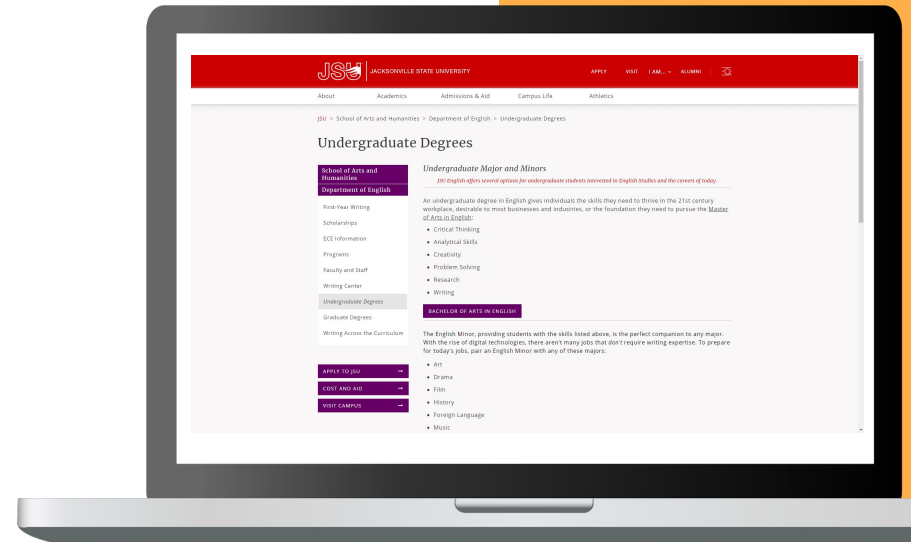 JSU JACKSONVILLE STATE UNIVERSITY APPLY VISIT I AM... ALUMNI
About Academics Admissions & Aid Campus Life Athletics
JSU > School of Arts and Humanities > Department of English > Undergraduate Degrees
Undergraduate Degrees
School of Arts and
Humanities
Department of English
First-Year Writing
Scholarships
ECE Information
Programs
Faculty and Staff
Writing Center
Undergraduate Degrees
Graduate Degrees
Writing Across the Curriculum
APPLY TO JSU →
COST AND AID →
VISIT CAMPUS →
Undergraduate Major and Minors
JSU English offers several options for undergraduate students interested in English Studies and the careers of today.
An undergraduate degree in English gives individuals the skills they need to thrive in the 21st century
workplace, desirable to most businesses and industries, or the foundation they need to pursue the Master
of Arts in English:
• Critical Thinking
• Analytical Skills
• Creativity
• Problem Solving
• Research
• Writing
BACHELOR OF ARTS IN ENGLISH
The English Minor, providing students with the skills listed above, is the perfect companion to any major.
With the rise of digital technologies, there aren't many jobs that don't require writing expertise. To prepare
for today's jobs, pair an English Minor with any of these majors:
• Art
• Drama
• Film
• History
• Foreign Language
• Music